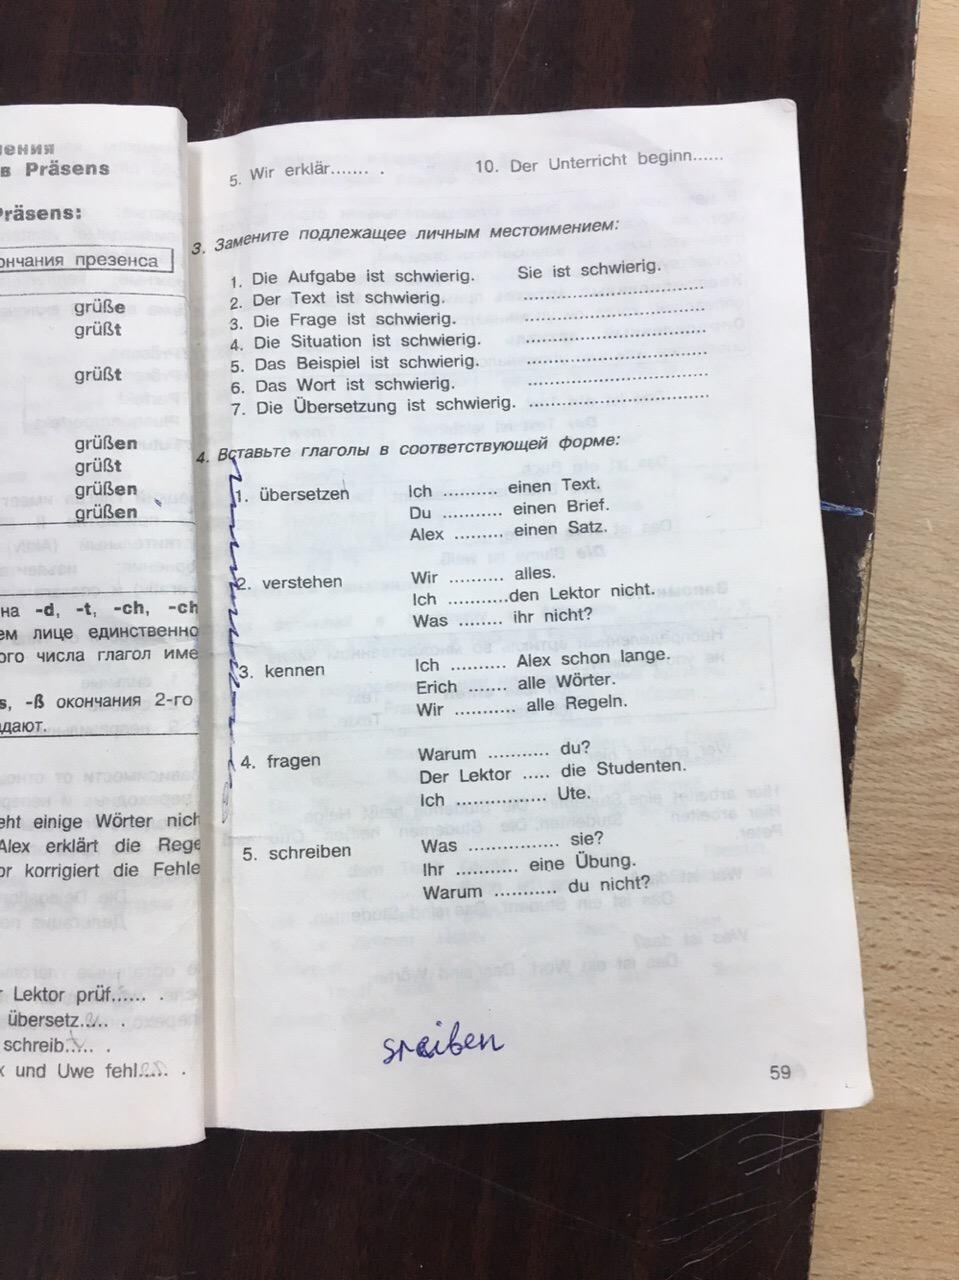 ения
в Präsens
Präsens:
ончания презенса
grüße
grüßt
grüßt
grüßen
grüßt
grüßen
grüßen
на -d, -t, -ch, -ch
ем лице единственно
ого числа глагол име
s, -ß окончания 2-го
адают.
eht einige Wörter nich
Alex erklärt die Rege
or korrigiert die Fehle
r Lektor prüf...... .
übersetz...... .
schreib..... .
x und Uwe fehl...... .
5. Wir erklär....... .
10. Der Unterricht beginn......
3. Замените подлежащее личным местоимением:
1. Die Aufgabe ist schwierig. Sie ist schwierig.
2. Der Text ist schwierig. ..............................
3. Die Frage ist schwierig. ..............................
4. Die Situation ist schwierig. ..............................
5. Das Beispiel ist schwierig. ..............................
6. Das Wort ist schwierig. ..............................
7. Die Übersetzung ist schwierig. ..............................
4. Вставьте глаголы в соответствующей форме:
1. übersetzen Ich .......... einen Text.
Du ........... einen Brief.
Alex .......... einen Satz.
2. verstehen Wir .......... alles.
Ich ...........den Lektor nicht.
Was ........ ihr nicht?
3. kennen Ich .......... Alex schon lange.
Erich ....... alle Wörter.
Wir ........... alle Regeln.
4. fragen Warum ........... du?
Der Lektor ..... die Studenten.
Ich ................ Ute.
5. schreiben Was ................ sie?
Ihr ........... eine Übung.
Warum ........... du nicht?
sreiben
59